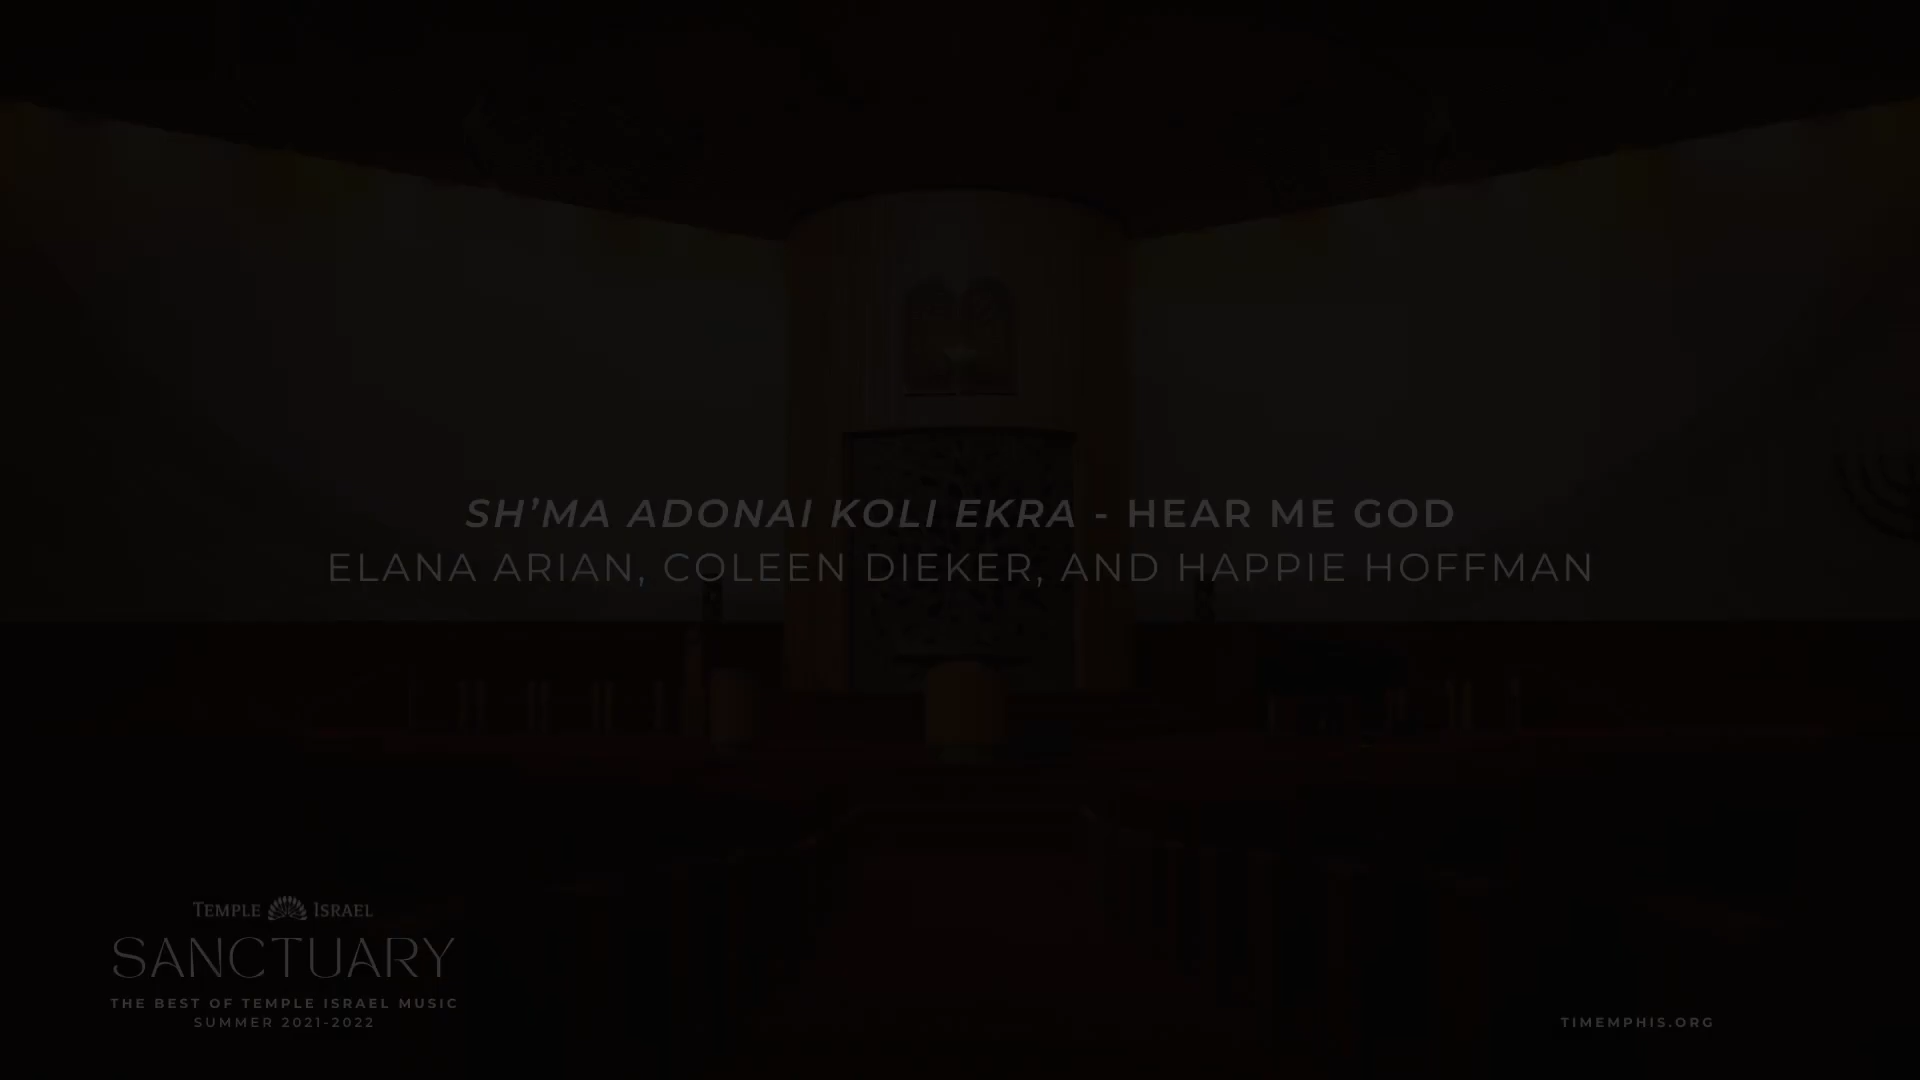 SH’MA ADONAI KOLI EKRA - HEAR ME GOD
ELANA ARIAN, COLEEN DIEKER, AND HAPPIE HOFFMAN
TEMPLE ISRAEL
SANCTUARY
THE BEST OF TEMPLE ISRAEL MUSIC
SUMMER 2021-2022
TIMEMPHIS.ORG